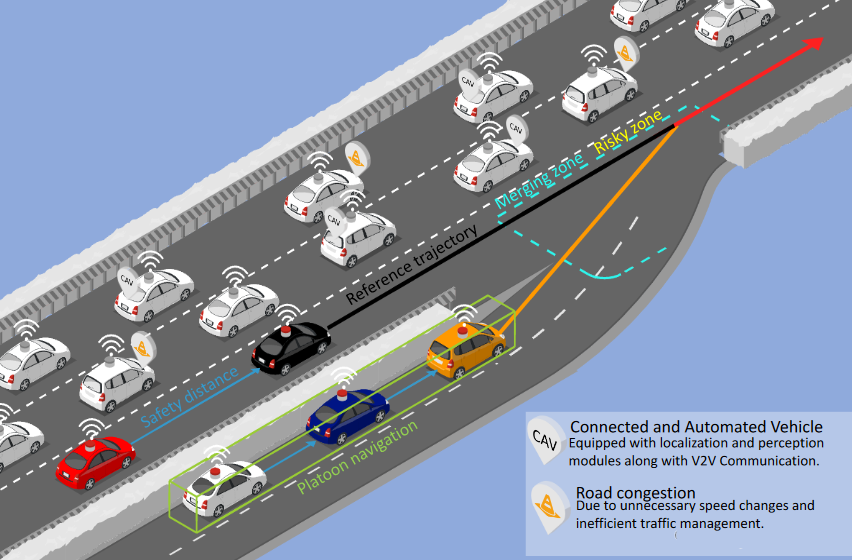 CAV
CAV
Risky zone
Merging zone
CAV
Reference trajectory
CAV
Safety distance
Platoon navigation
CAV
Connected and Automated Vehicle
Equipped with localization and perception
modules along with V2V Communication.
Road congestion
Due to unnecessary speed changes and
inefficient traffic management.